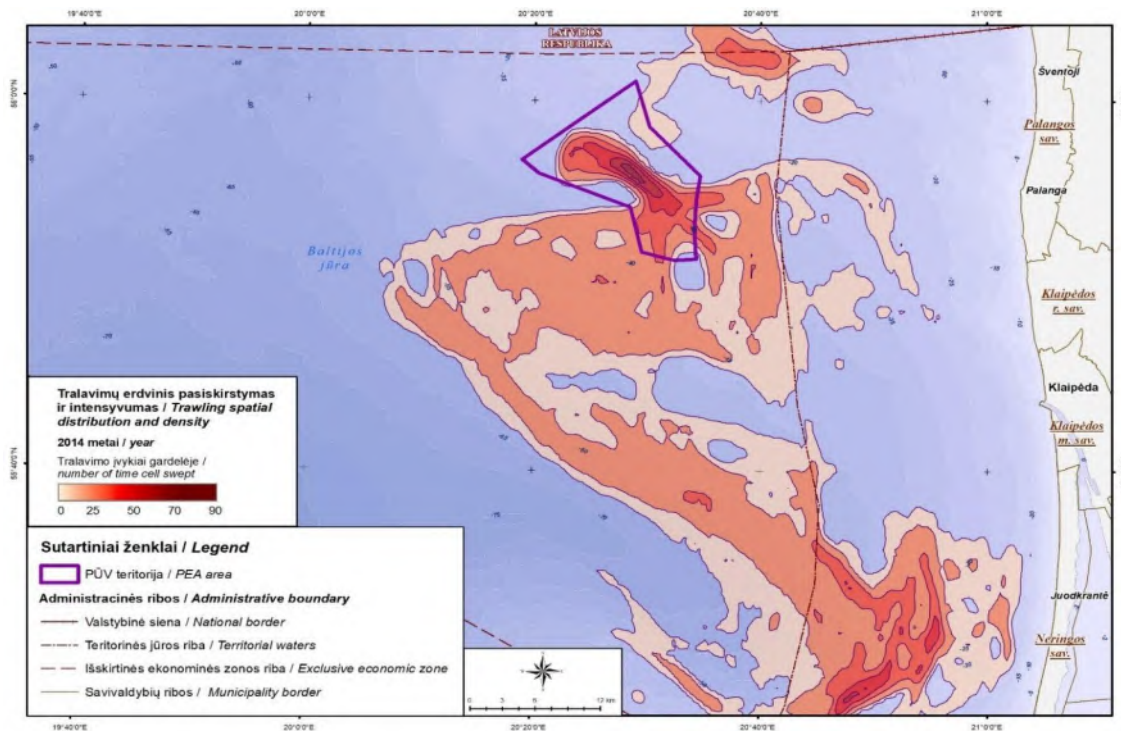 19°40'0"E
20°0'0"E
20°20'0"E
20°40'0"E
21°0'0"E
LATVIJOS
RESPUBLIKA
Šventoji
Palangos
sav.
Palanga
Baltijos
jūra
Klaipėdos
r. sav.
Klaipėda
Klaipėdos
m. sav.
Juodkrantė
Neringos
sav.
Tralavimų erdvinis pasiskirstymas
ir intensyvumas / Trawling spatial
distribution and density
2014 metai / year
Tralavimo įvykiai gardelėje /
number of time cell swept
0 25 50 70 90
Sutartiniai ženklai / Legend
PŪV teritorija / PEA area
Administracinės ribos / Administrative boundary
Valstybinė siena / National border
Teritorinės jūros riba / Territorial waters
Išskirtinės ekonominės zonos riba / Exclusive economic zone
Savivaldybių ribos / Municipality border
0 3 6 12 km
19°40'0"E
20°0'0"E
20°20'0"E
20°40'0"E
21°0'0"E